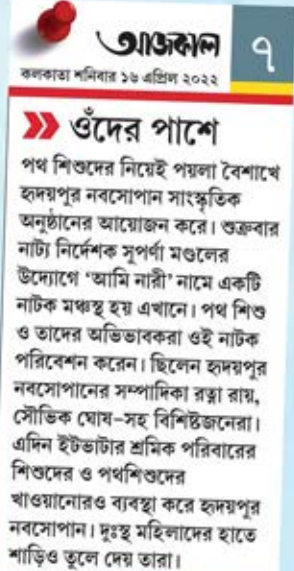 আজকাল
৭
কলকাতা শনিবার ১৬ এপ্রিল ২০২২
ওঁদের পাশে
পথ শিশুদের নিয়েই পয়লা বৈশাখে
হৃদয়পুর নবসোপান সাংস্কৃতিক
অনুষ্ঠানের আয়োজন করে। শুক্রবার
নাট্য নির্দেশক সুপর্ণা মণ্ডলের
উদ্যোগে ‘আমি নারী’ নামে একটি
নাটক মঞ্চস্থ হয় এখানে। পথ শিশু
ও তাদের অভিভাবকরা ওই নাটক
পরিবেশন করেন। ছিলেন হৃদয়পুর
নবসোপানের সম্পাদিকা রত্না রায়,
সৌভিক ঘোষ-সহ বিশিষ্টজনেরা।
এদিন ইটভাটার শ্রমিক পরিবারের
শিশুদের ও পথশিশুদের
খাওয়ানোরও ব্যবস্থা করে হৃদয়পুর
নবসোপান। দুঃস্থ মহিলাদের হাতে
শাড়িও তুলে দেয় তারা।